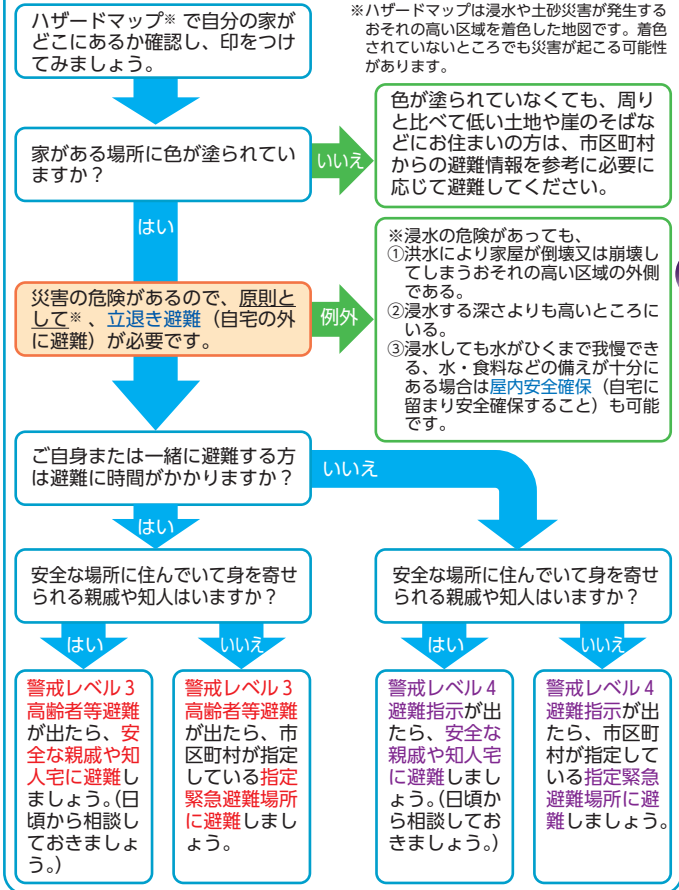 ハザードマップ※ で自分の家が
どこにあるか確認し、印をつけ
てみましょう。
※ハザードマップは浸水や土砂災害が発生する
おそれの高い区域を着色した地図です。着色
されていないところでも災害が起こる可能性
があります。
家がある場所に色が塗られてい
ますか？
いいえ
色が塗られていなくても、周り
と比べて低い土地や崖のそばな
どにお住まいの方は、市区町村
からの避難情報を参考に必要に
応じて避難してください。
はい
災害の危険があるので、原則と
して※、立退き避難（自宅の外
に避難）が必要です。
例外
※浸水の危険があっても、
①洪水により家屋が倒壊又は崩壊し
てしまうおそれの高い区域の外側
である。
②浸水する深さよりも高いところに
いる。
③浸水しても水がひくまで我慢でき
る、水・食料などの備えが十分に
ある場合は屋内安全確保（自宅に
留まり安全確保すること）も可能
です。
ご自身または一緒に避難する方
は避難に時間がかかりますか？
いいえ
はい
安全な場所に住んでいて身を寄せ
られる親戚や知人はいますか？
安全な場所に住んでいて身を寄せ
られる親戚や知人はいますか？
はい
いいえ
はい
いいえ
警戒レベル３
高齢者等避難
が出たら、安
全な親戚や知
人宅に避難し
ましょう。（日
頃から相談し
ておきましょ
う。）
警戒レベル３
高齢者等避難
が出たら、市
区町村が指定
している指定
緊急避難場所
に避難しまし
ょう。
警戒レベル４
避難指示が出
たら、安全な
親戚や知人宅
に避難しまし
ょう。（日頃か
ら相談してお
きましょう。）
警戒レベル４
避難指示が出
たら、市区町
村が指定して
いる指定緊急
避難場所に避
難しましょう。